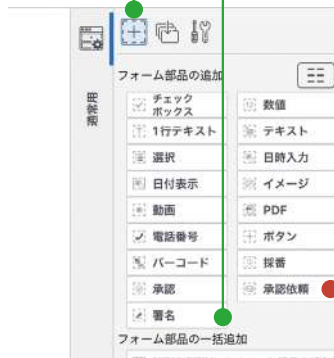 フォーム部品の追加
帳票
チェック
ボックス
数値
1行テキスト
テキスト
選択
日時入力
日付表示
イメージ
動画
PDF
電話番号
ボタン
バーコード
採番
承認
承認依頼
署名
フォーム部品の一括追加